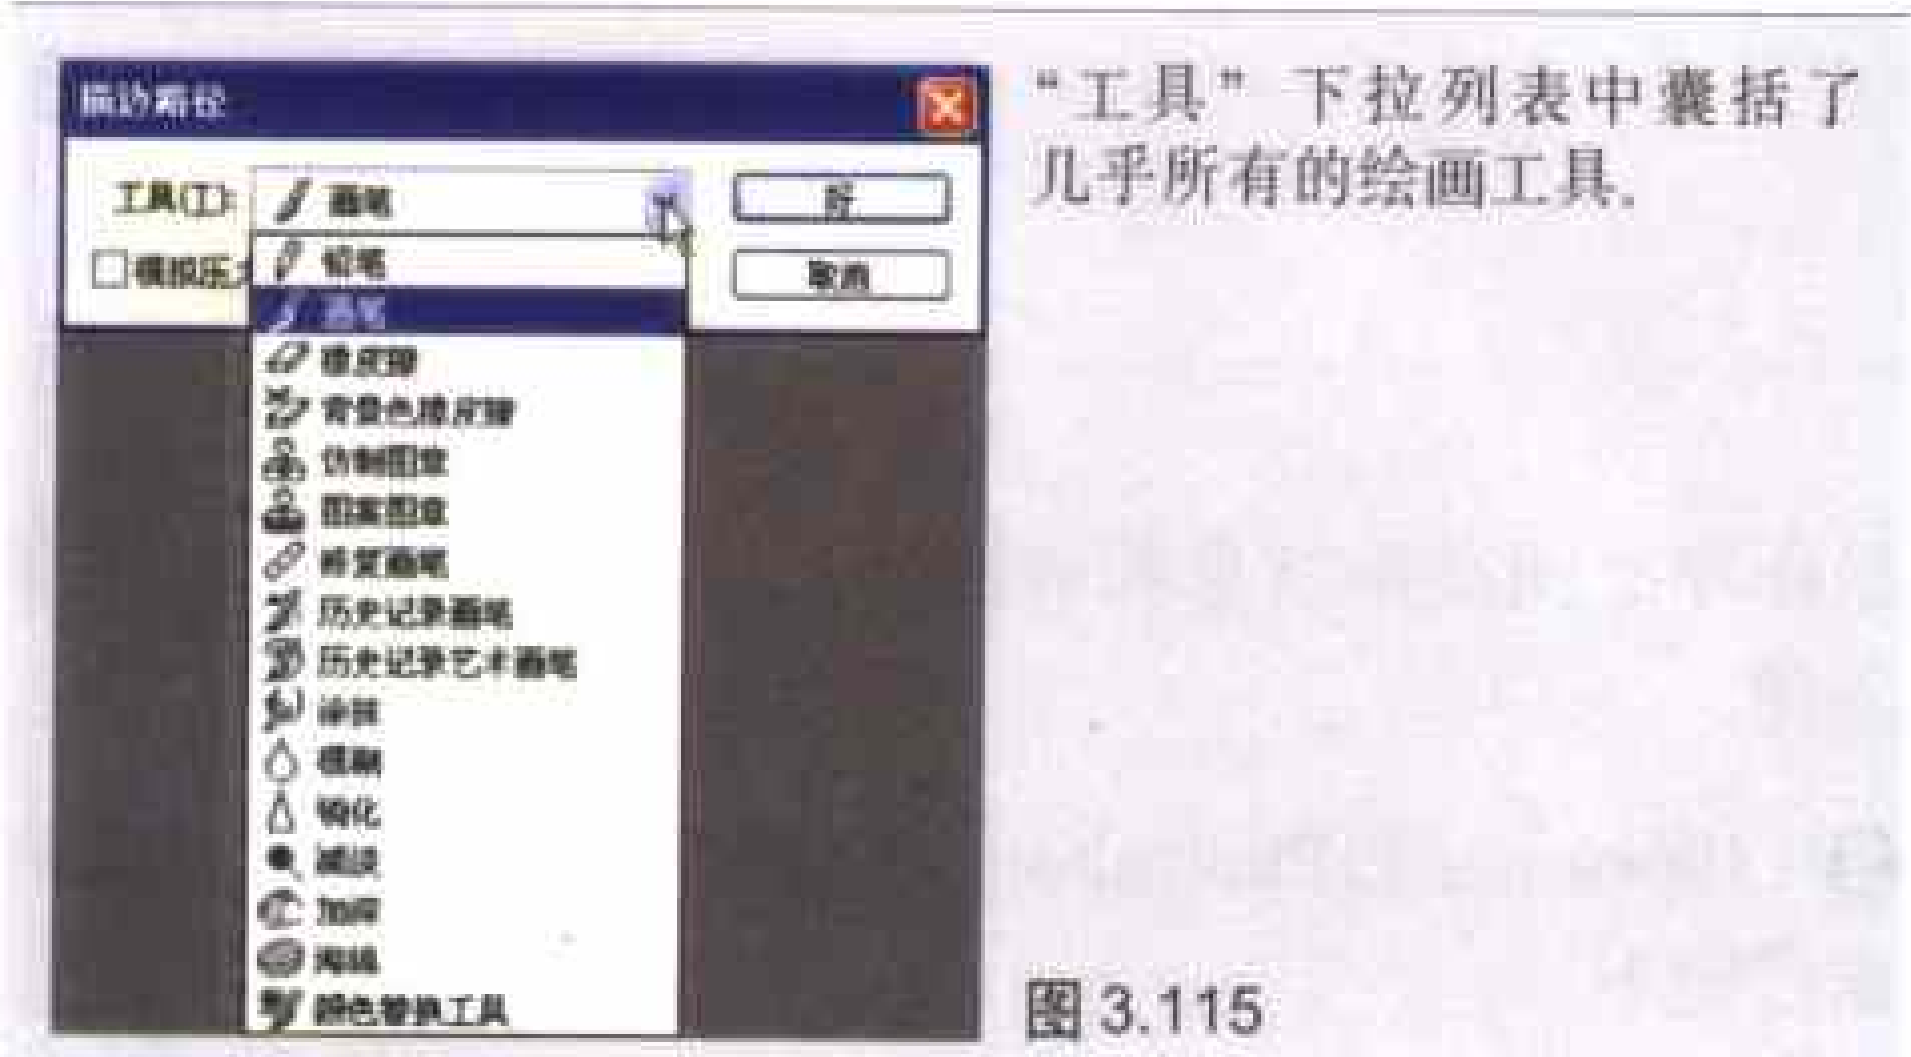 描边路径
工具(T): 画笔
好
模拟压
取消
铅笔
画笔
橡皮擦
背景色橡皮擦
仿制图章
图案图章
修复画笔
历史记录画笔
历史记录艺术画笔
涂抹
模糊
锐化
减淡
加深
海绵
颜色替换工具
“工具”下拉列表中囊括了
几乎所有的绘画工具。
图 3.115